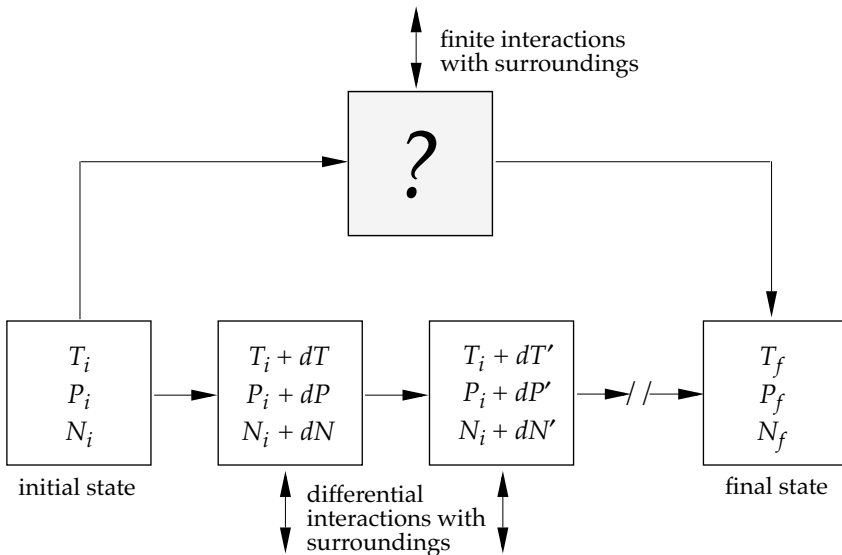 finite interactions
with surroundings
?
T_i
P_i
N_i
initial state
T_i + dT
P_i + dP
N_i + dN
T_i + dT′
P_i + dP′
N_i + dN′
//
T_f
P_f
N_f
final state
differential
interactions with
surroundings